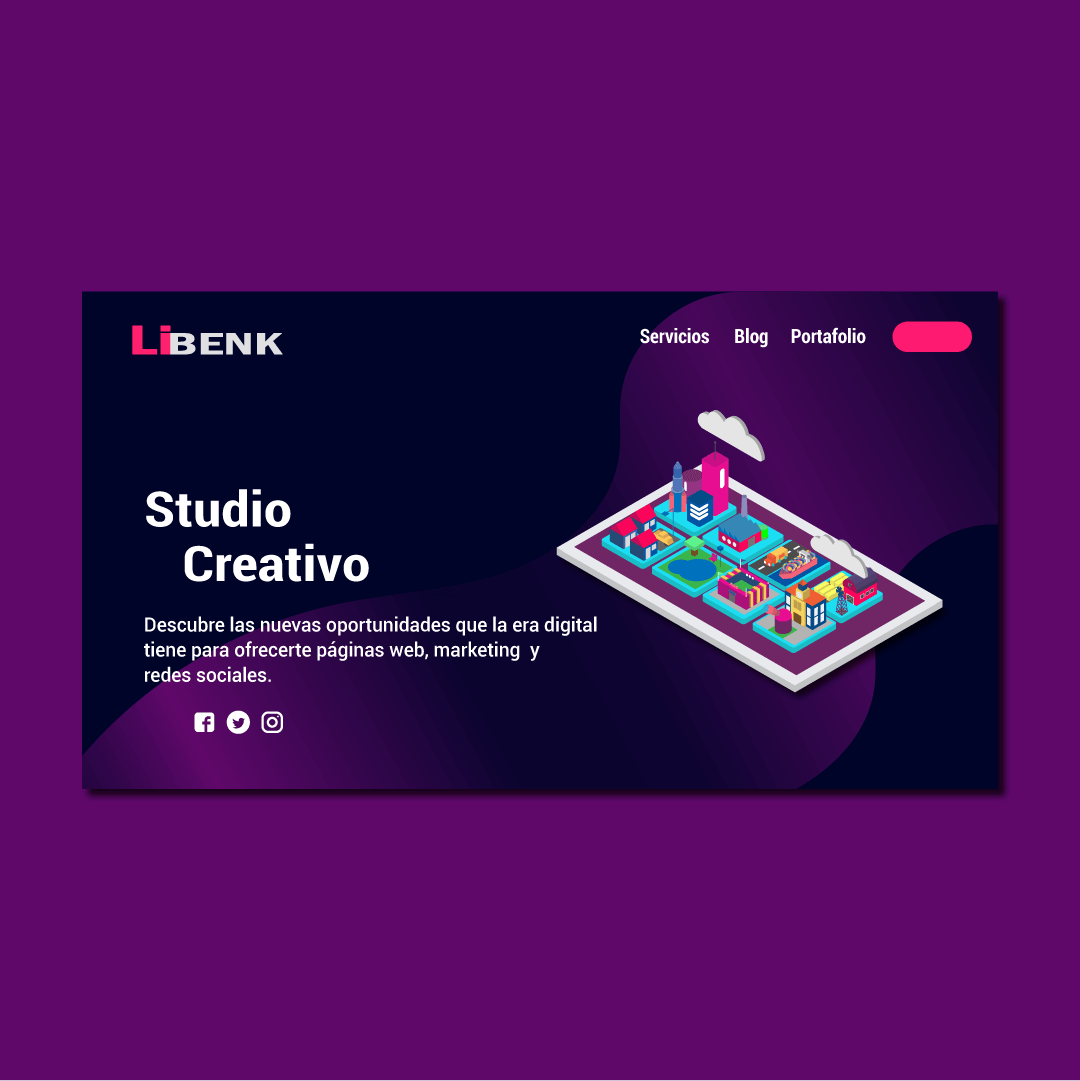 LiBENK
Servicios Blog Portafolio
Studio
Creativo
Descubre las nuevas oportunidades que la era digital
tiene para ofrecerte páginas web, marketing y
redes sociales.